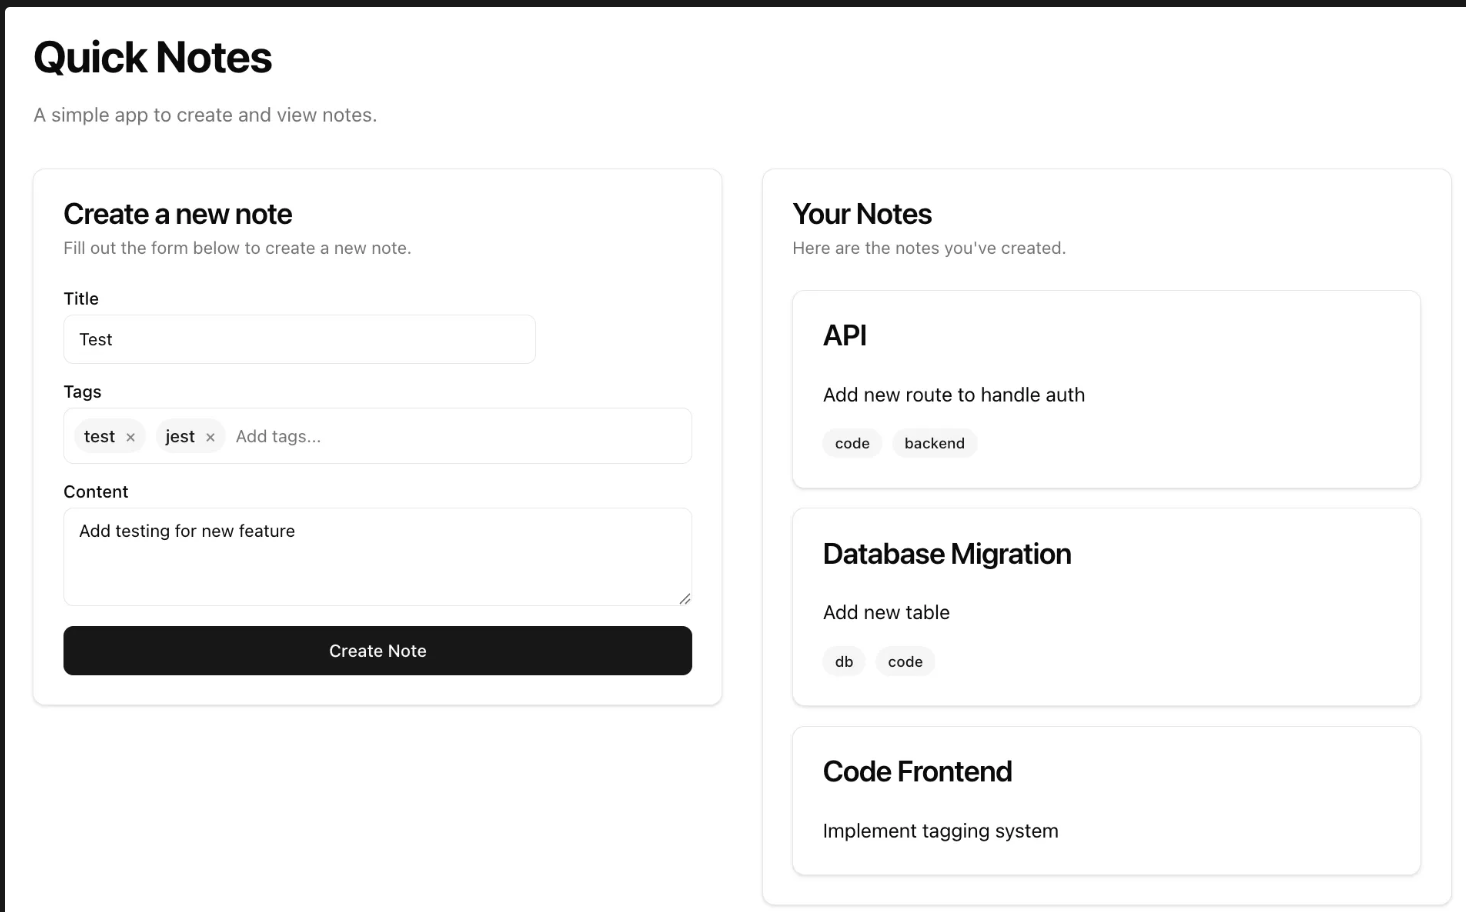 Quick Notes
A simple app to create and view notes.
Create a new note
Fill out the form below to create a new note.
Title
Test
Tags
test × jest × Add tags...
Content
Add testing for new feature
Create Note
Your Notes
Here are the notes you've created.
API
Add new route to handle auth
code backend
Database Migration
Add new table
db code
Code Frontend
Implement tagging system